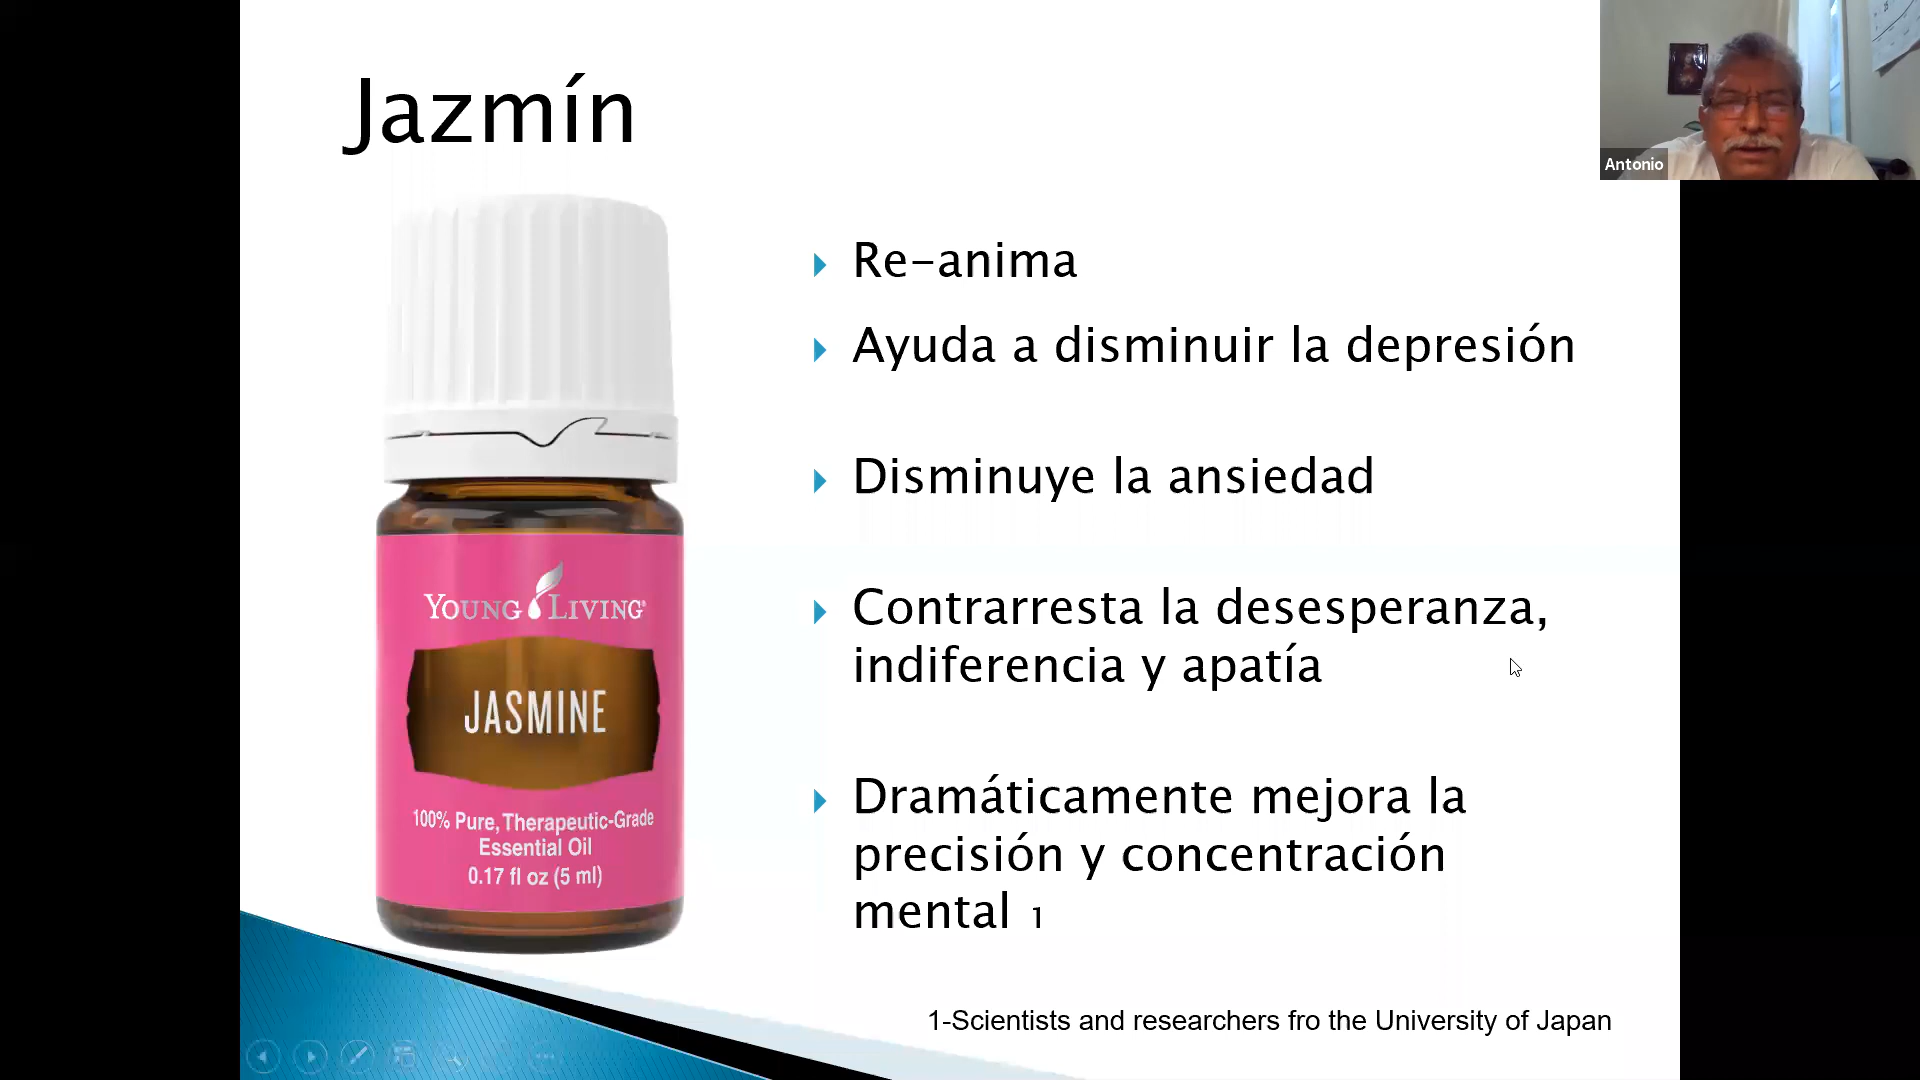 Jazmín
Antonio
Re-anima
Ayuda a disminuir la depresión
Disminuye la ansiedad
Contrarresta la desesperanza,
indiferencia y apatía
Dramáticamente mejora la
precisión y concentración
mental 1
YOUNG LIVING®
JASMINE
100% Pure, Therapeutic-Grade
Essential Oil
0.17 fl oz (5 ml)
1-Scientists and researchers fro the University of Japan